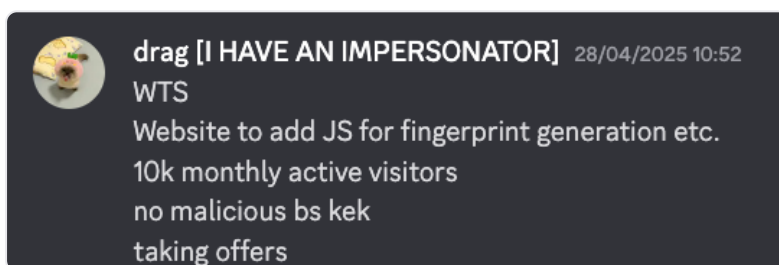 drag [I HAVE AN IMPERSONATOR] 28/04/2025 10:52
WTS
Website to add JS for fingerprint generation etc.
10k monthly active visitors
no malicious bs kek
taking offers